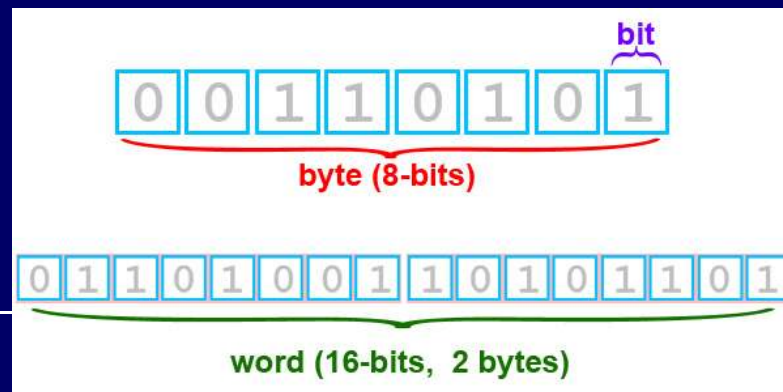 bit
0 0 1 1 0 1 0 1
byte (8-bits)
0 1 1 0 1 0 0 1 1 0 1 0 1 1 0 1
word (16-bits, 2 bytes)